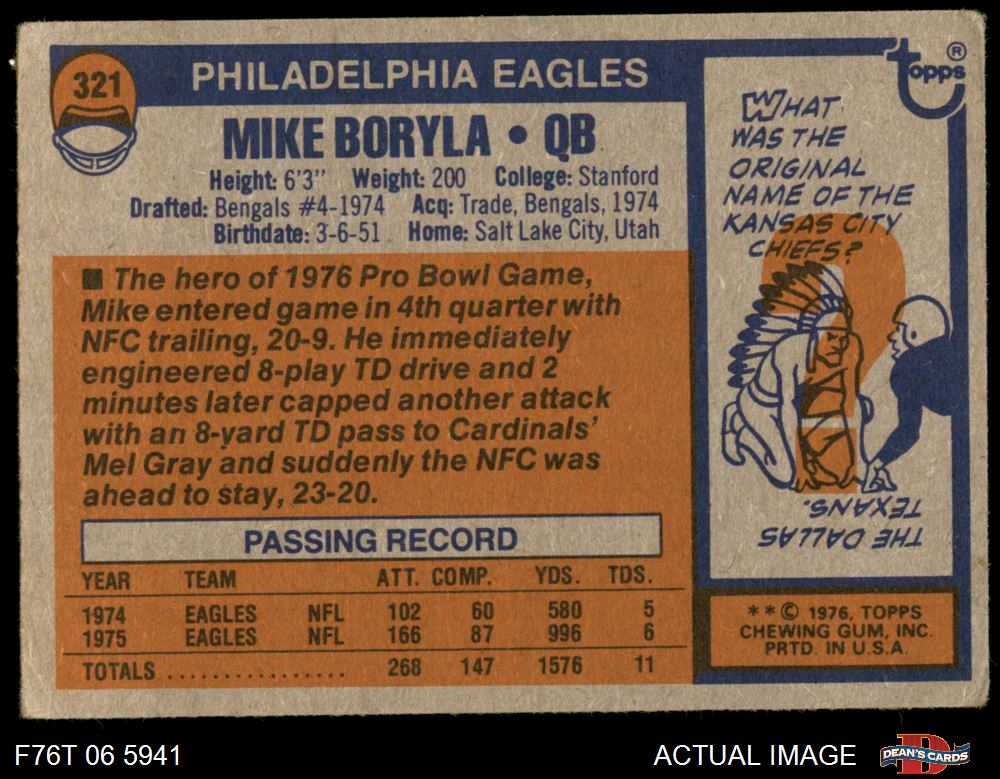 321
PHILADELPHIA EAGLES
MIKE BORYLA • QB
Height: 6'3" Weight: 200 College: Stanford
Drafted: Bengals #4-1974 Acq: Trade, Bengals, 1974
Birthdate: 3-6-51 Home: Salt Lake City, Utah
■ The hero of 1976 Pro Bowl Game,
Mike entered game in 4th quarter with
NFC trailing, 20-9. He immediately
engineered 8-play TD drive and 2
minutes later capped another attack
with an 8-yard TD pass to Cardinals'
Mel Gray and suddenly the NFC was
ahead to stay, 23-20.
PASSING RECORD
YEAR TEAM ATT. COMP. YDS. TDS.
1974 EAGLES NFL 102 60 580 5
1975 EAGLES NFL 166 87 996 6
TOTALS ................ 268 147 1576 11
Topps ®
WHAT
WAS THE
ORIGINAL
NAME OF THE
KANSAS CITY
CHIEFS?
THE DALLAS
TEXANS.
**© 1976, TOPPS
CHEWING GUM, INC.
PRTD. IN U.S.A.
F76T 06 5941
ACTUAL IMAGE
DEAN'S CARDS